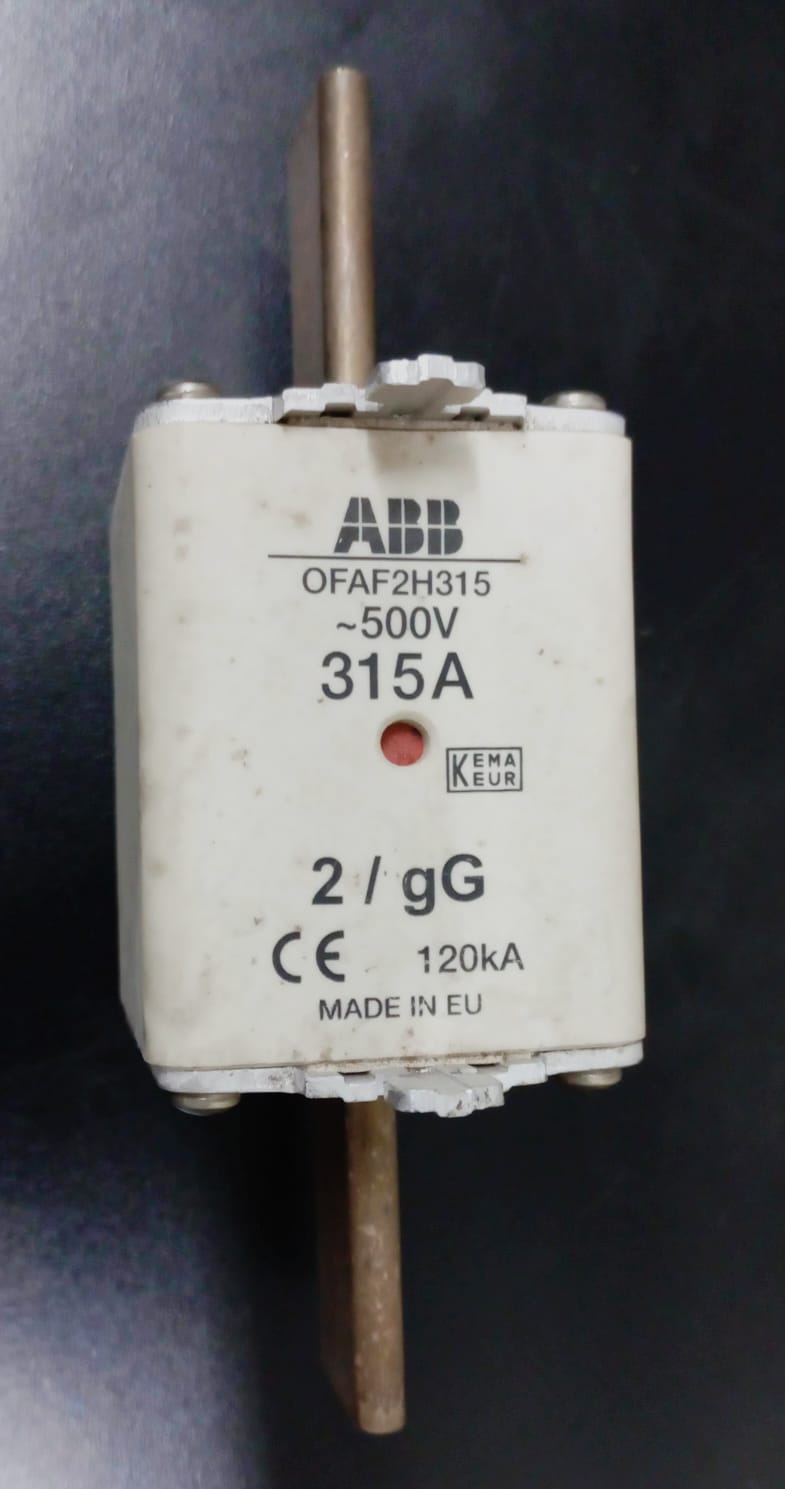 ABB
OFAF2H315
~500V
315A
KEMA
KEUR
2 / gG
CE 120kA
MADE IN EU